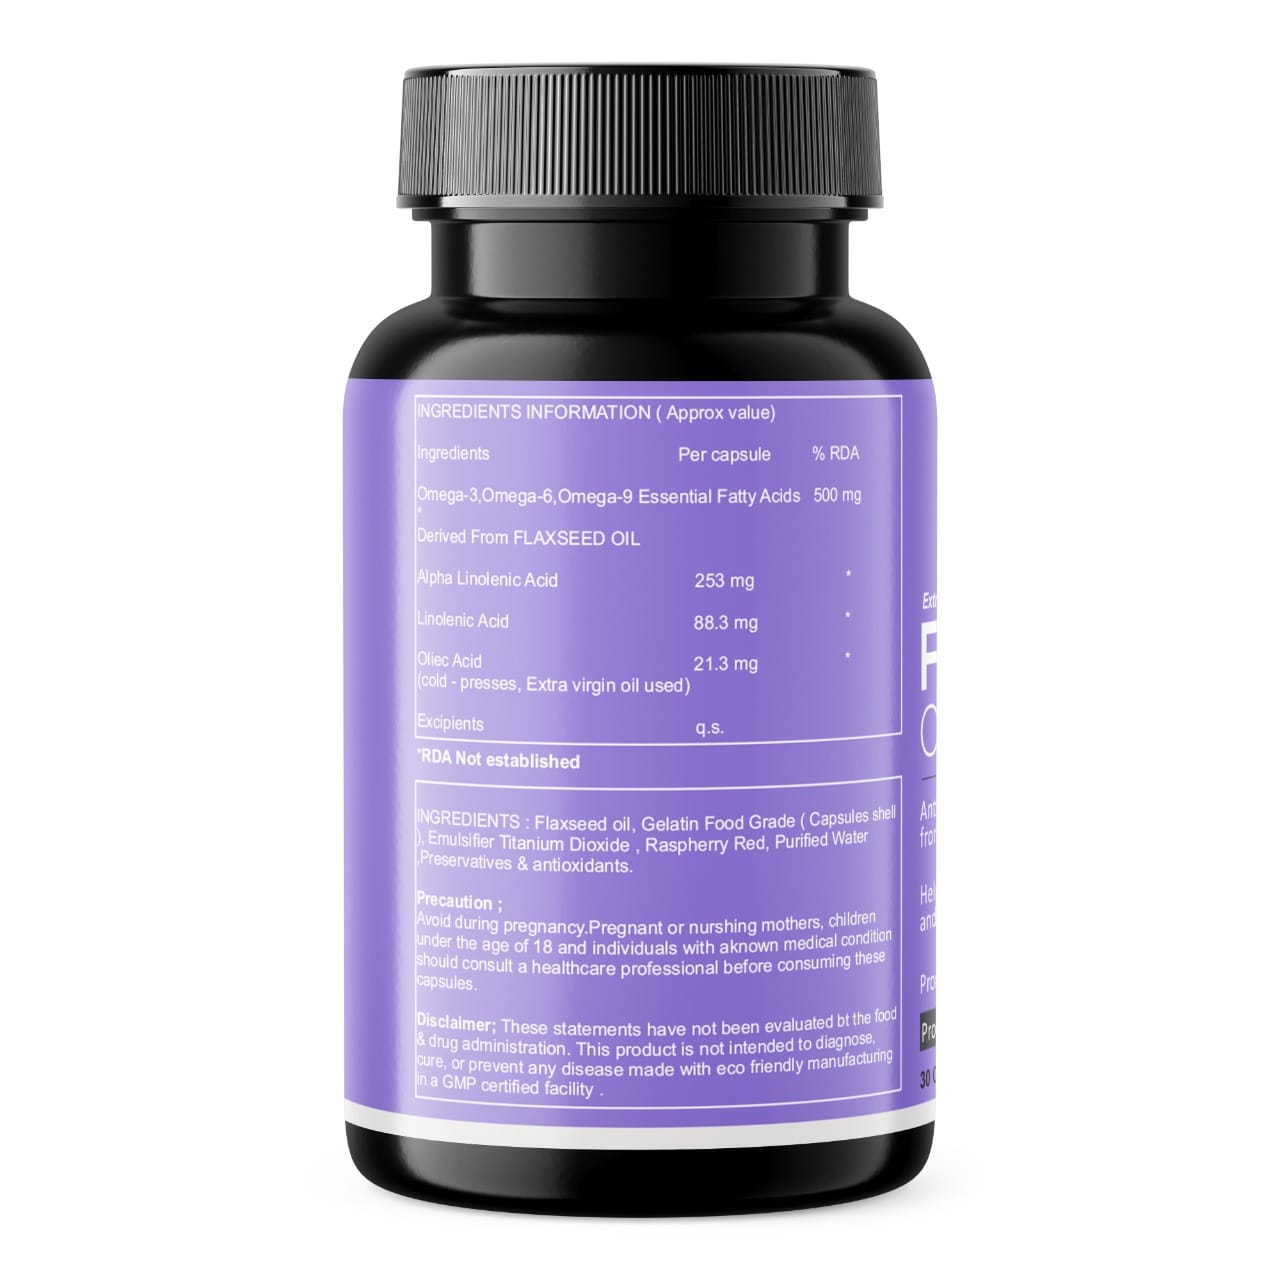 INGREDIENTS INFORMATION ( Approx value)
Ingredients Per capsule % RDA
Omega-3,Omega-6,Omega-9 Essential Fatty Acids 500 mg
*
Derived From FLAXSEED OIL
Alpha Linolenic Acid 253 mg *
Linolenic Acid 88.3 mg *
Oliec Acid 21.3 mg *
(cold - presses, Extra virgin oil used)
Excipients q.s.
*RDA Not established
INGREDIENTS : Flaxseed oil, Gelatin Food Grade ( Capsules shell
), Emulsifier Titanium Dioxide , Raspherry Red, Purified Water
,Preservatives & antioxidants.
Precaution ;
Avoid during pregnancy.Pregnant or nurshing mothers, children
under the age of 18 and individuals with aknown medical condition
should consult a healthcare professional before consuming these
capsules.
Disclaimer; These statements have not been evaluated bt the food
& drug administration. This product is not intended to diagnose,
cure, or prevent any disease made with eco friendly manufacturing
in a GMP certified facility .
30